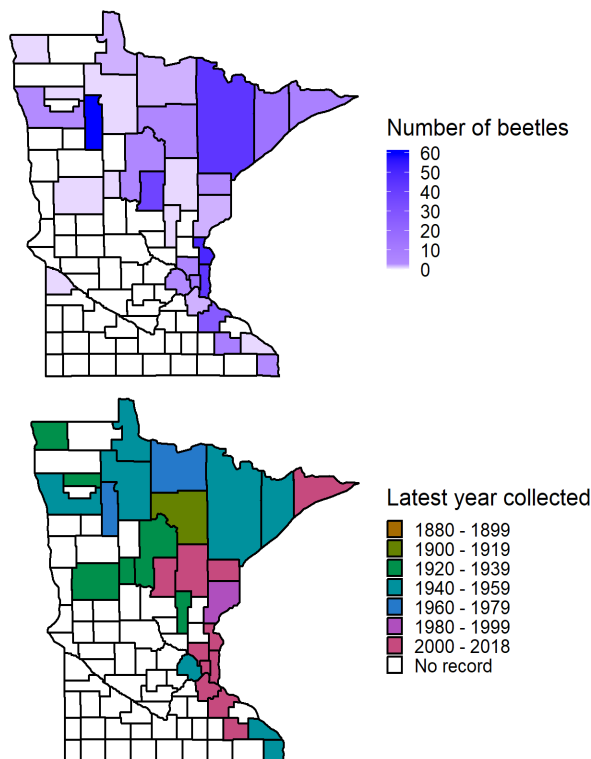 Number of beetles
60
50
40
30
20
10
0
Latest year collected
1880 - 1899
1900 - 1919
1920 - 1939
1940 - 1959
1960 - 1979
1980 - 1999
2000 - 2018
No record